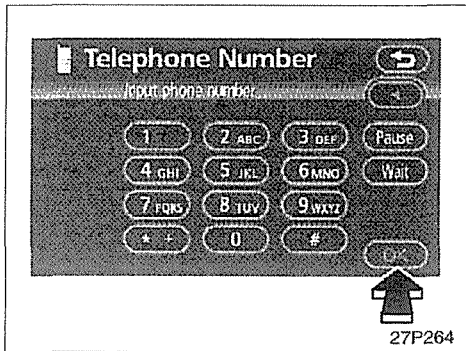 Telephone Number
Input phone number.
1 2 ABC 3 DEF Pause
4 GHI 5 JKL 6 MNO Wait
7 PQRS 8 TUV 9 WXYZ
* + 0 #
OK
27P264